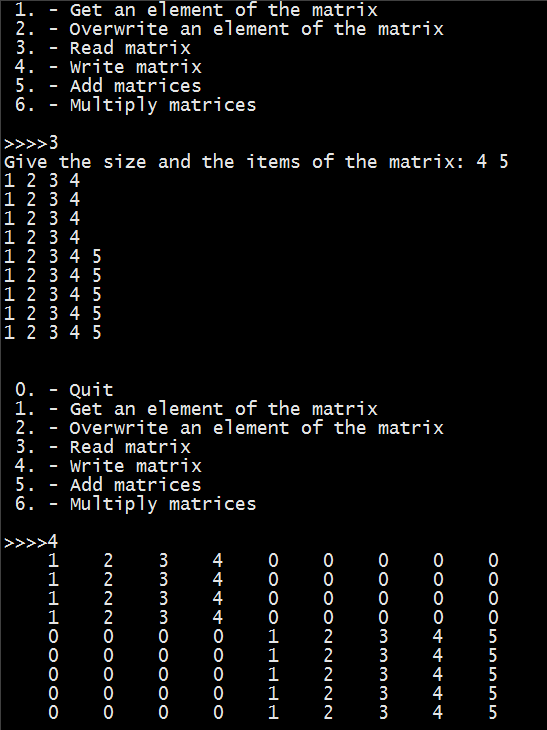 1. - Get an element of the matrix
2. - Overwrite an element of the matrix
3. - Read matrix
4. - Write matrix
5. - Add matrices
6. - Multiply matrices
>>>>3
Give the size and the items of the matrix: 4 5
1 2 3 4
1 2 3 4
1 2 3 4
1 2 3 4
1 2 3 4 5
1 2 3 4 5
1 2 3 4 5
1 2 3 4 5
1 2 3 4 5
0. - Quit
1. - Get an element of the matrix
2. - Overwrite an element of the matrix
3. - Read matrix
4. - Write matrix
5. - Add matrices
6. - Multiply matrices
>>>>4
1 2 3 4 0 0 0 0 0
1 2 3 4 0 0 0 0 0
1 2 3 4 0 0 0 0 0
1 2 3 4 0 0 0 0 0
0 0 0 0 1 2 3 4 5
0 0 0 0 1 2 3 4 5
0 0 0 0 1 2 3 4 5
0 0 0 0 1 2 3 4 5
0 0 0 0 1 2 3 4 5